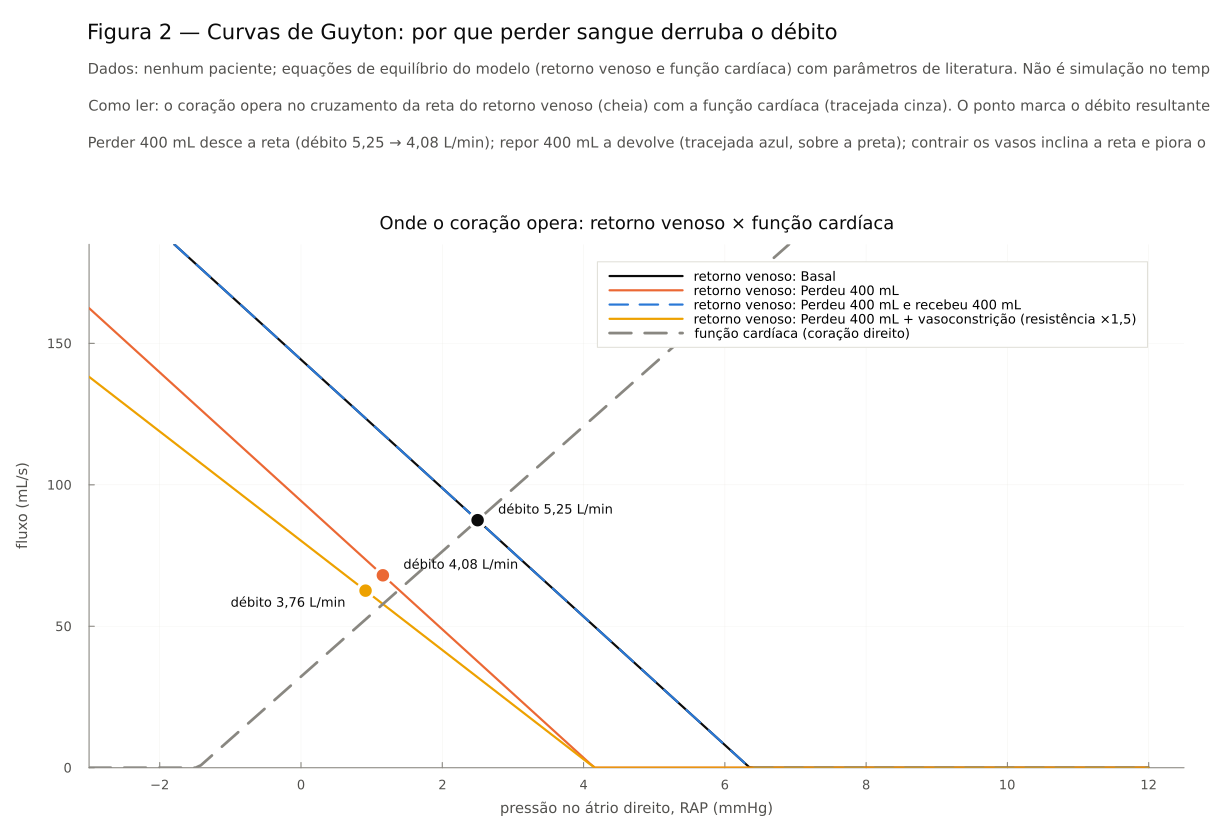 Figura 2 — Curvas de Guyton: por que perder sangue derruba o débito
Dados: nenhum paciente; equações de equilíbrio do modelo (retorno venoso e função cardíaca) com parâmetros de literatura. Não é simulação no temp
Como ler: o coração opera no cruzamento da reta do retorno venoso (cheia) com a função cardíaca (tracejada cinza). O ponto marca o débito resultante
Perder 400 mL desce a reta (débito 5,25 → 4,08 L/min); repor 400 mL a devolve (tracejada azul, sobre a preta); contrair os vasos inclina a reta e piora o
Onde o coração opera: retorno venoso × função cardíaca
retorno venoso: Basal
retorno venoso: Perdeu 400 mL
retorno venoso: Perdeu 400 mL e recebeu 400 mL
retorno venoso: Perdeu 400 mL + vasoconstrição (resistência ×1,5)
função cardíaca (coração direito)
150
100
50
0
fluxo (mL/s)
débito 5,25 L/min
débito 4,08 L/min
débito 3,76 L/min
−2 0 2 4 6 8 10 12
pressão no átrio direito, RAP (mmHg)